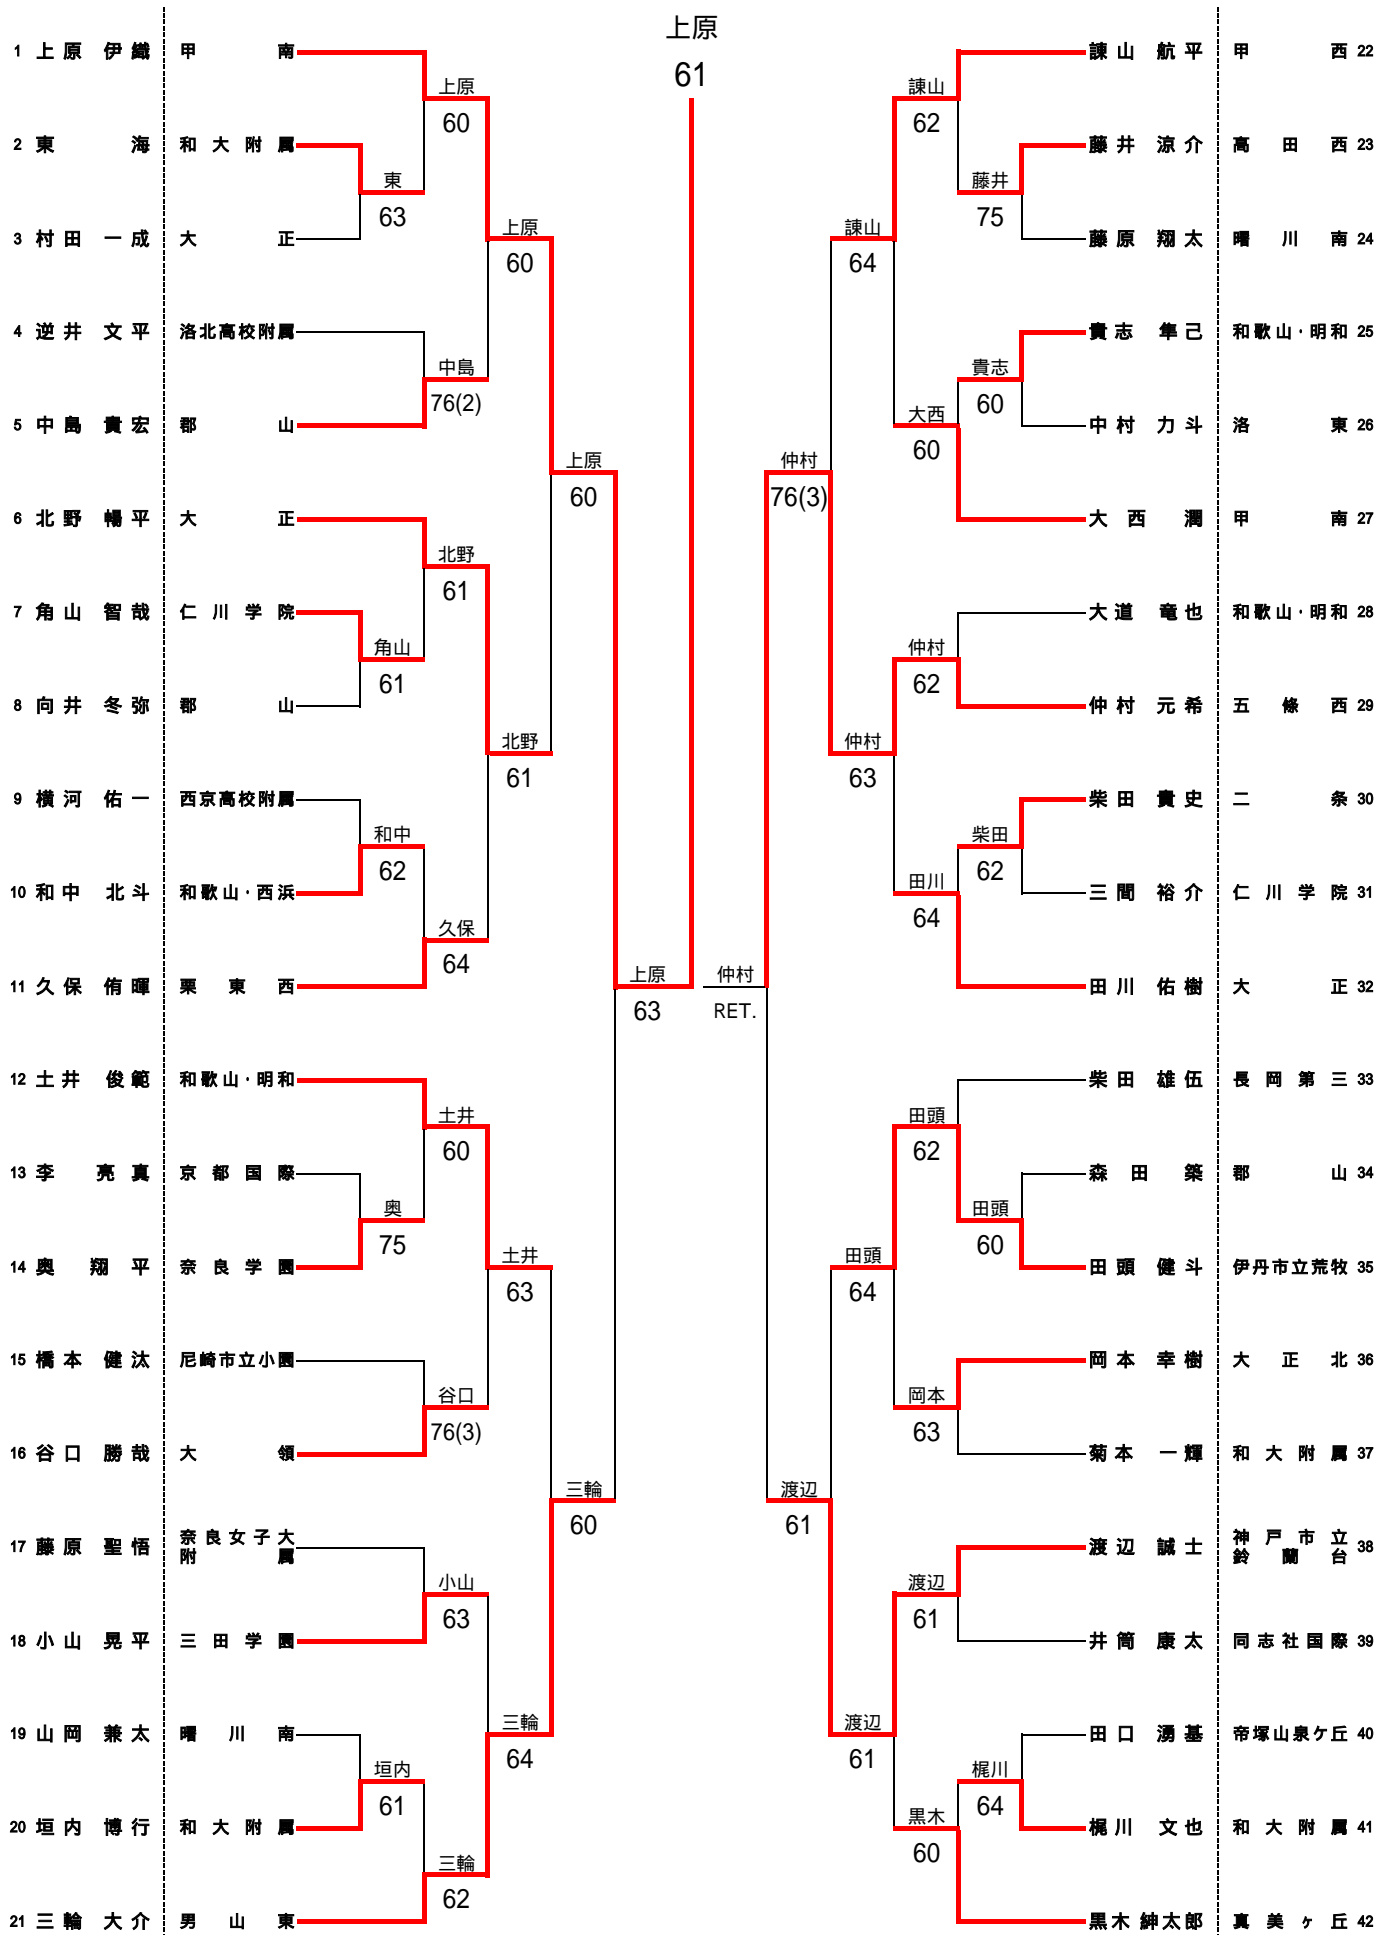 上原
61
1 上原 伊織 甲南
上原
60
2 東 海 和大附属
東
63
3 村田 一成 大正
上原
60
4 逆井 文平 洛北高校附属
中島
76(2)
5 中島 貴宏 郡山
上原
60
6 北野 暢平 大正
北野
61
7 角山 智哉 仁川学院
角山
61
8 向井 冬弥 郡山
北野
61
9 横河 佑一 西京高校附属
和中
62
10 和中 北斗 和歌山・西浜
久保
64
11 久保 侑暉 栗東西
上原
63
12 土井 俊範 和歌山・明和
土井
60
13 李 亮真 京都国際
奥
75
14 奥 翔平 奈良学園
土井
63
15 橋本 健汰 尼崎市立小園
谷口
76(3)
16 谷口 勝哉 大領
三輪
60
17 藤原 聖悟 奈良女子大
附属
小山
63
18 小山 晃平 三田学園
三輪
64
19 山岡 兼太 曙川南
垣内
61
20 垣内 博行 和大附属
三輪
62
21 三輪 大介 男山東
諌山 航平 甲西 22
諌山
62
藤井 涼介 高田西 23
藤井
75
藤原 翔太 曙川南 24
諌山
64
貴志 隼己 和歌山・明和 25
貴志
60
中村 力斗 洛東 26
大西
60
大西 潤 甲南 27
仲村
76(3)
大道 竜也 和歌山・明和 28
仲村
62
仲村 元希 五條西 29
仲村
63
柴田 貴史 二条 30
柴田
62
三間 裕介 仁川学院 31
田川
64
田川 佑樹 大正 32
仲村
RET.
柴田 雄伍 長岡第三 33
田頭
62
森田 築 郡山 34
田頭
60
田頭 健斗 伊丹市立荒牧 35
田頭
64
岡本 幸樹 大正北 36
岡本
63
菊本 一輝 和大附属 37
渡辺
61
渡辺 誠士 神戸市立
鈴蘭台 38
渡辺
61
井筒 康太 同志社国際 39
渡辺
61
田口 湧基 帝塚山泉ケ丘 40
梶川
64
梶川 文也 和大附属 41
黒木
60
黒木 紳太郎 真美ヶ丘 42